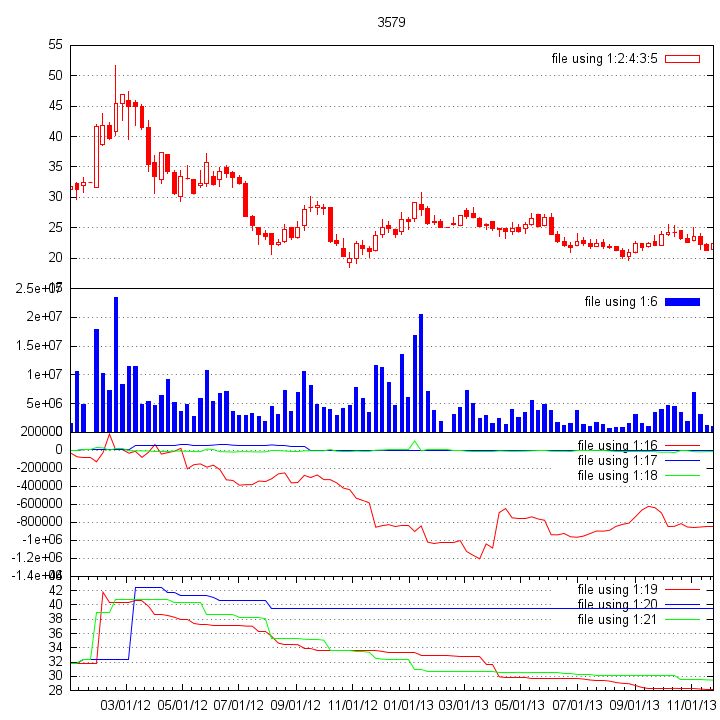 3579
55
file using 1:2:4:3:5
50
45
40
35
30
25
20
2.5e+07
file using 1:6
2e+07
1.5e+07
1e+07
5e+06
200000
0
file using 1:16
file using 1:17
-200000
file using 1:18
-400000
-600000
-800000
-1e+06
-1.2e+06
-1.4e+06
42
file using 1:19
40
file using 1:20
38
file using 1:21
36
34
32
30
28
03/01/12 05/01/12 07/01/12 09/01/12 11/01/12 01/01/13 03/01/13 05/01/13 07/01/13 09/01/13 11/01/13